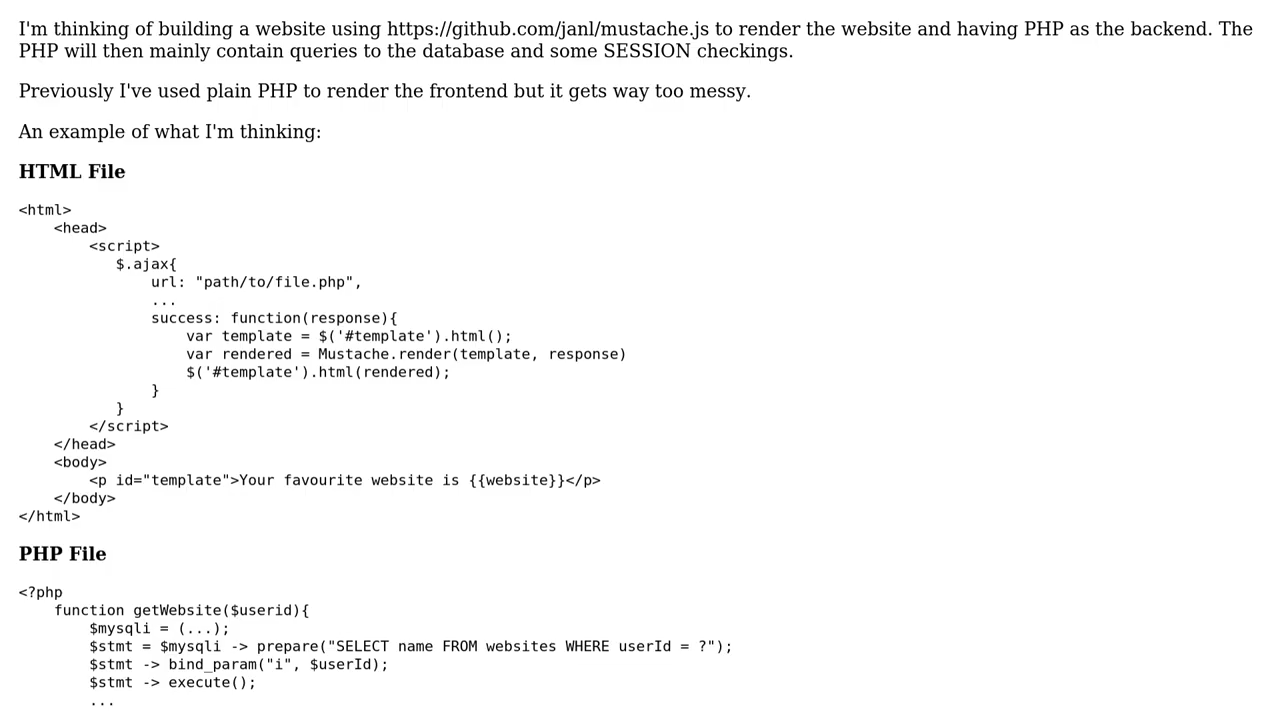 I'm thinking of building a website using https://github.com/janl/mustache.js to render the website and having PHP as the backend. The
PHP will then mainly contain queries to the database and some SESSION checkings.
Previously I've used plain PHP to render the frontend but it gets way too messy.
An example of what I'm thinking:
HTML File
<html>
    <head>
        <script>
           $.ajax{
               url: "path/to/file.php",
               ...
               success: function(response){
                   var template = $('#template').html();
                   var rendered = Mustache.render(template, response)
                   $('#template').html(rendered);
               }
           }
        </script>
    </head>
    <body>
        <p id="template">Your favourite website is {{website}}</p>
    </body>
</html>
PHP File
<?php
    function getWebsite($userid){
        $mysqli = (...);
        $stmt = $mysqli -> prepare("SELECT name FROM websites WHERE userId = ?");
        $stmt -> bind_param("i", $userId);
        $stmt -> execute();
        ...